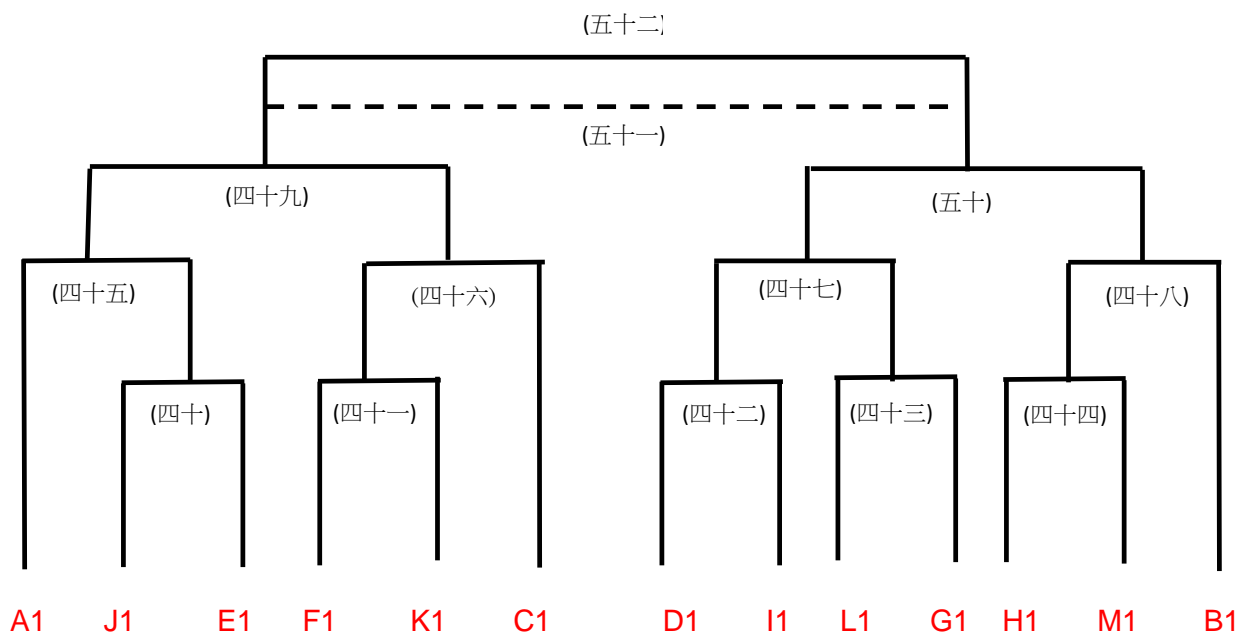 (五十二)
(五十一)
(四十九) (五十)
(四十五) (四十六) (四十七) (四十八)
(四十) (四十一) (四十二) (四十三) (四十四)
A1 J1 E1 F1 K1 C1 D1 I1 L1 G1 H1 M1 B1